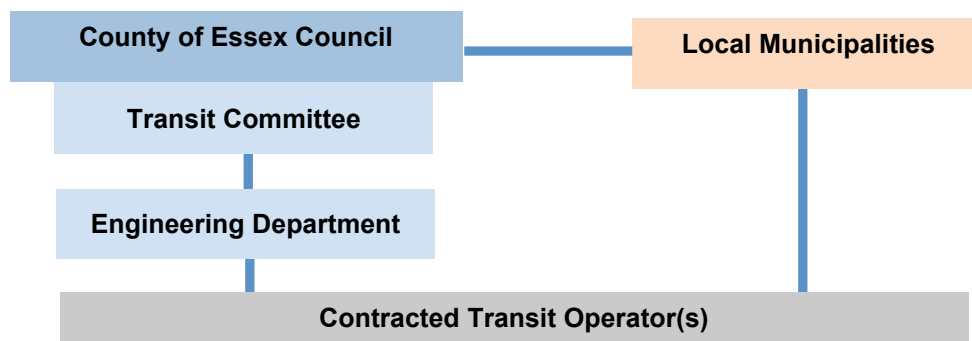 County of Essex Council
Local Municipalities
Transit Committee
Engineering Department
Contracted Transit Operator(s)